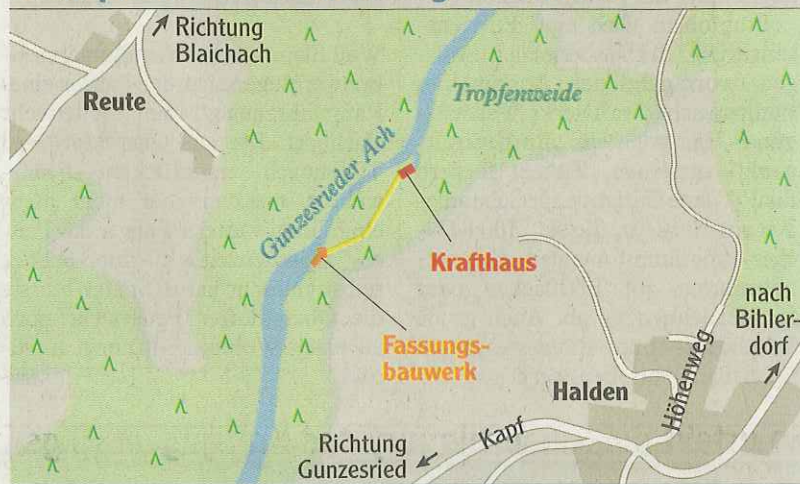 Richtung
Blaichach
Reute
Tropfenweide
Gunzesrieder Ach
Krafthaus
Fassungs-
bauwerk
nach
Bihler-
dorf
Höhenweg
Halden
Kapf
Richtung
Gunzesried